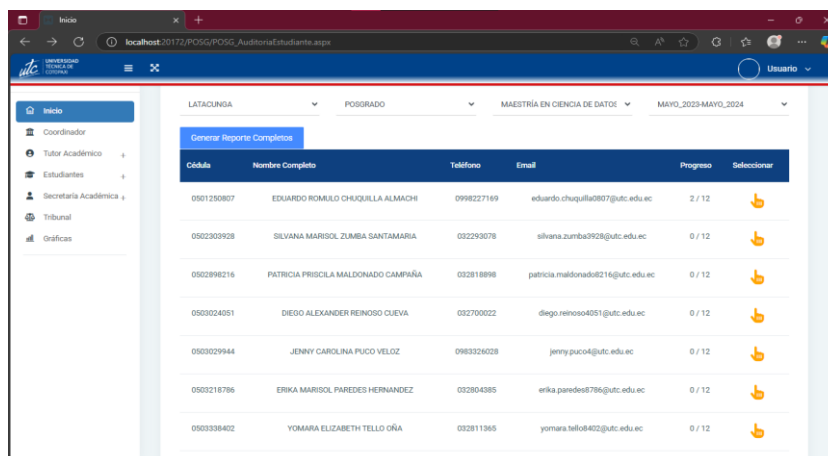 Inicio
localhost:20172/POSG/POSG_AuditoriaEstudiante.aspx
utc UNIVERSIDAD TÉCNICA DE COTOPAXI
Usuario
Inicio
Coordinador
Tutor Académico
Estudiantes
Secretaría Académica
Tribunal
Gráficas
LATACUNGA POSGRADO MAESTRÍA EN CIENCIA DE DATOS MAYO_2023-MAYO_2024
Generar Reporte Completos
Cédula Nombre Completo Teléfono Email Progreso Seleccionar
0501250807 EDUARDO ROMULO CHUQUILLA ALMACHI 0998227169 eduardo.chuquilla0807@utc.edu.ec 2 / 12
0502303928 SILVANA MARISOL ZUMBA SANTAMARIA 032293078 silvana.zumba3928@utc.edu.ec 0 / 12
0502898216 PATRICIA PRISCILA MALDONADO CAMPAÑA 032818898 patricia.maldonado8216@utc.edu.ec 0 / 12
0503024051 DIEGO ALEXANDER REINOSO CUEVA 032700022 diego.reinoso4051@utc.edu.ec 0 / 12
0503029944 JENNY CAROLINA PUCO VELOZ 0983326028 jenny.puco4@utc.edu.ec 0 / 12
0503218786 ERIKA MARISOL PAREDES HERNANDEZ 032804385 erika.paredes8786@utc.edu.ec 0 / 12
0503338402 YOMARA ELIZABETH TELLO OÑA 032811365 yomara.tello8402@utc.edu.ec 0 / 12